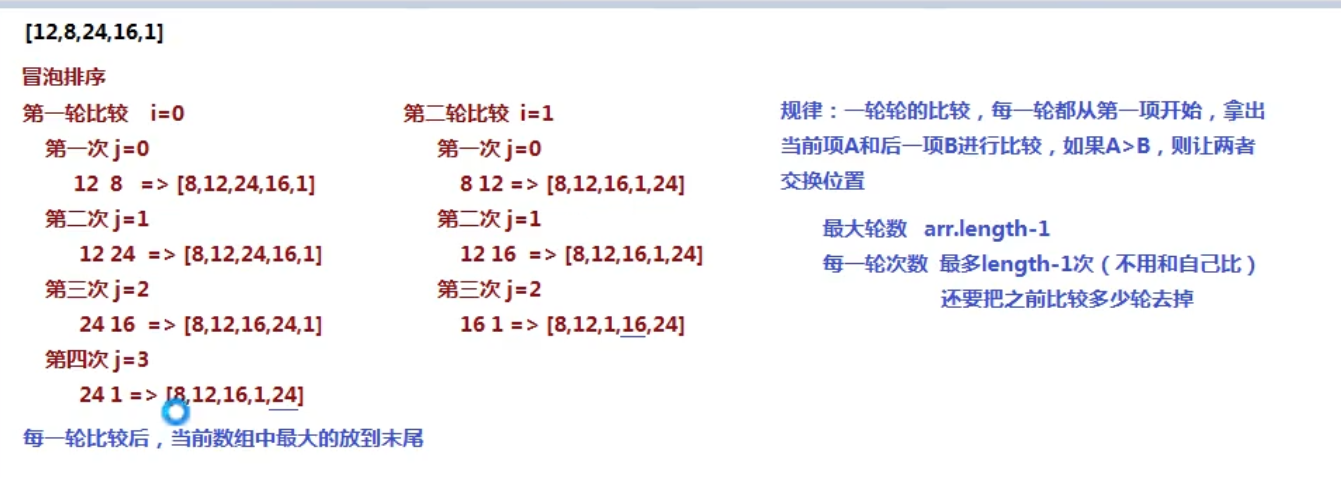 [12,8,24,16,1]
冒泡排序
第一轮比较 i=0
第一次 j=0
12 8 => [8,12,24,16,1]
第二次 j=1
12 24 => [8,12,24,16,1]
第三次 j=2
24 16 => [8,12,16,24,1]
第四次 j=3
24 1 => [8,12,16,1,24]
每一轮比较后，当前数组中最大的放到末尾
第二轮比较 i=1
第一次 j=0
8 12 => [8,12,16,1,24]
第二次 j=1
12 16 => [8,12,16,1,24]
第三次 j=2
16 1 => [8,12,1,16,24]
规律：一轮轮的比较，每一轮都从第一项开始，拿出
当前项A和后一项B进行比较，如果A>B，则让两者
交换位置
最大轮数 arr.length-1
每一轮次数 最多length-1次（不用和自己比）
还要把之前比较多少轮去掉